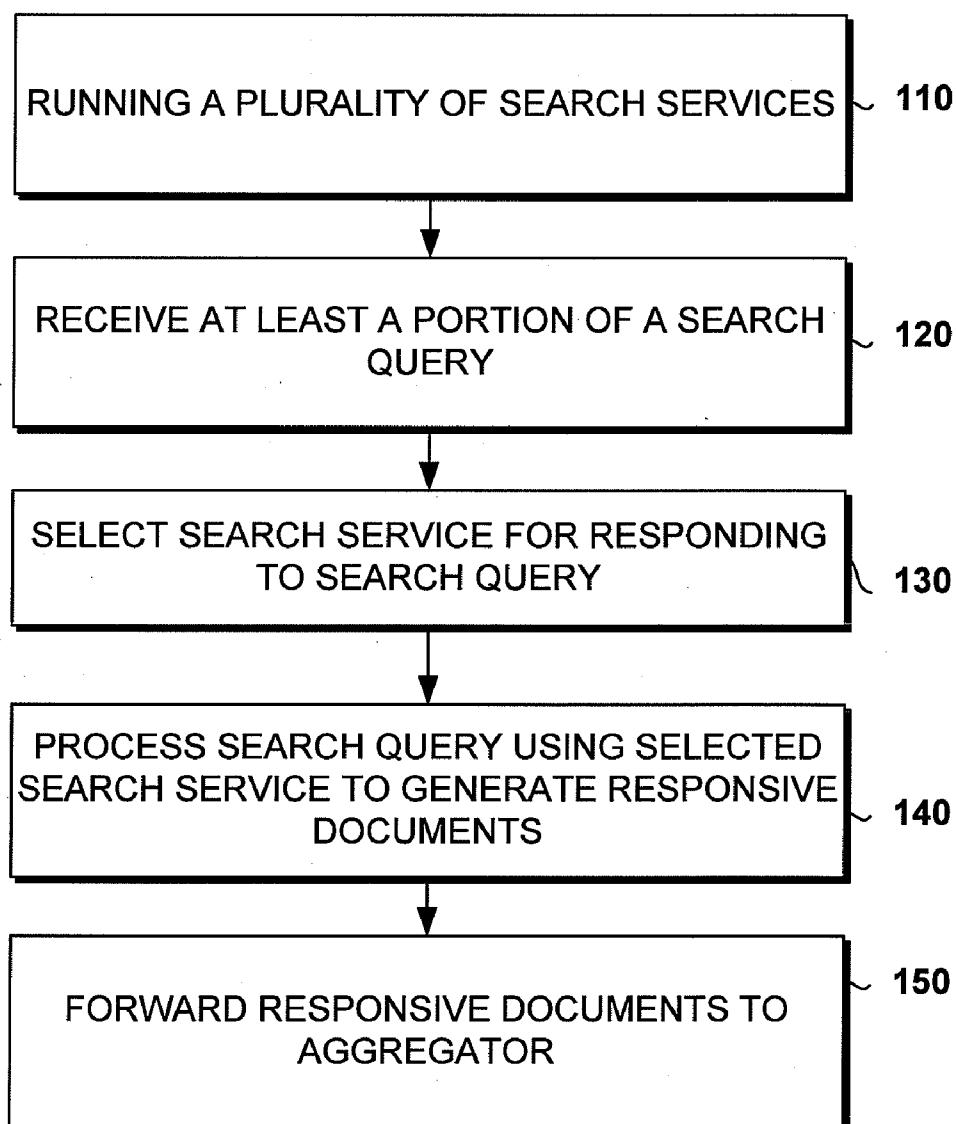 RUNNING A PLURALITY OF SEARCH SERVICES
110
RECEIVE AT LEAST A PORTION OF A SEARCH
QUERY
120
SELECT SEARCH SERVICE FOR RESPONDING
TO SEARCH QUERY
130
PROCESS SEARCH QUERY USING SELECTED
SEARCH SERVICE TO GENERATE RESPONSIVE
DOCUMENTS
140
FORWARD RESPONSIVE DOCUMENTS TO
AGGREGATOR
150